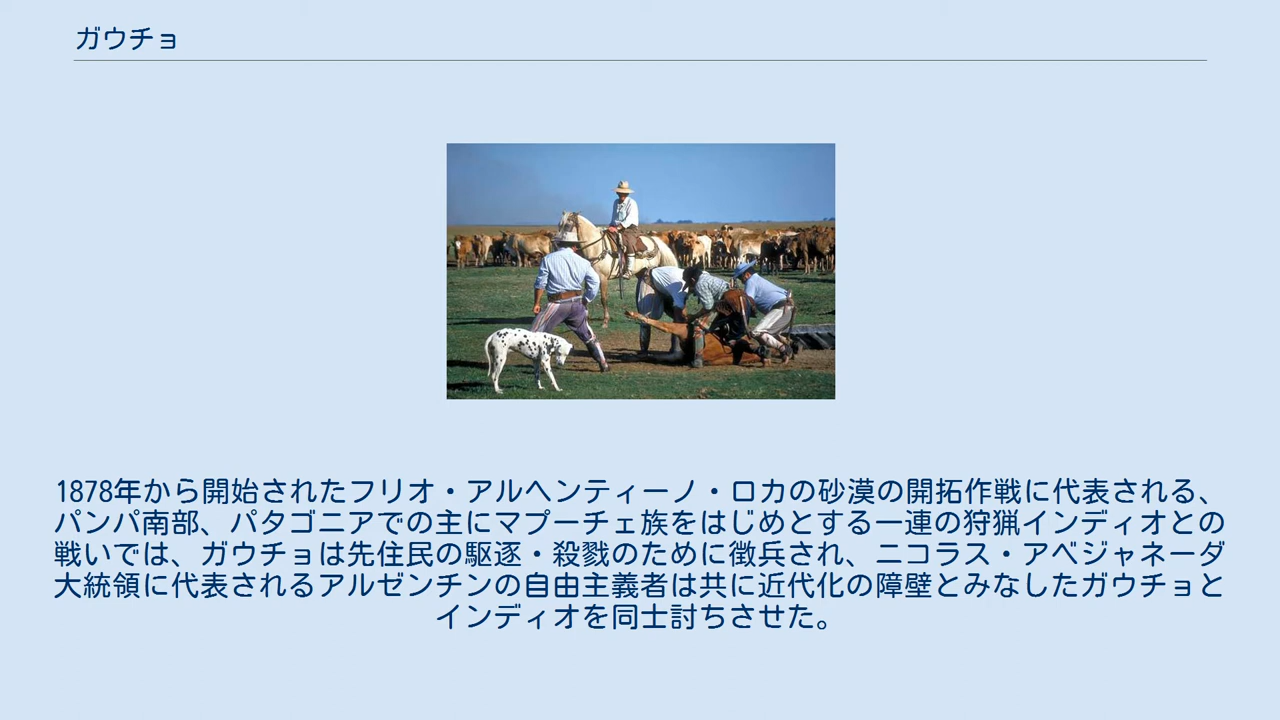 ガウチョ
1878年から開始されたフリオ・アルヘンティーノ・ロカの砂漠の開拓作戦に代表される、
パンパ南部、パタゴニアでの主にマプーチェ族をはじめとする一連の狩猟インディオとの
戦いでは、ガウチョは先住民の駆逐・殺戮のために徴兵され、ニコラス・アベジャネーダ
大統領に代表されるアルゼンチンの自由主義者は共に近代化の障壁とみなしたガウチョと
インディオを同士討ちさせた。